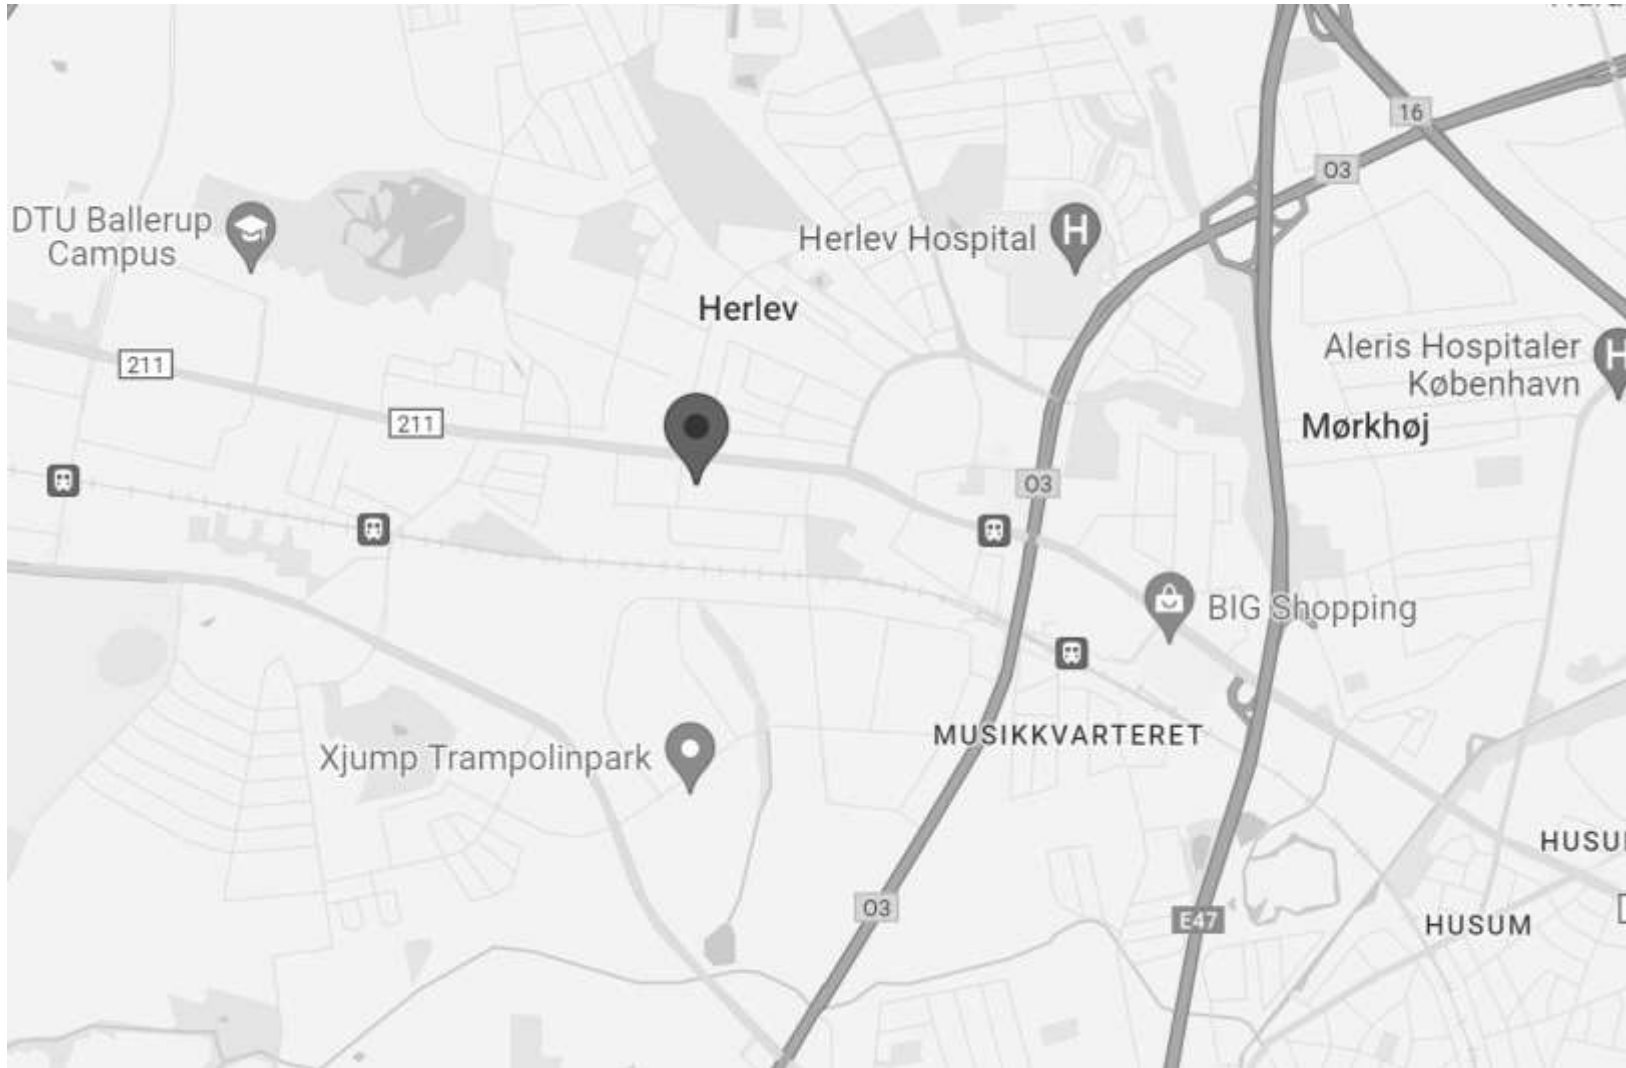 16
O3
DTU Ballerup
Campus
H
Herlev Hospital
Herlev
211
Aleris Hospitaler
København
H
211
Mørkhøj
O3
BIG Shopping
MUSIKKVARTERET
Xjump Trampolinpark
HUSU
O3
E47
HUSUM